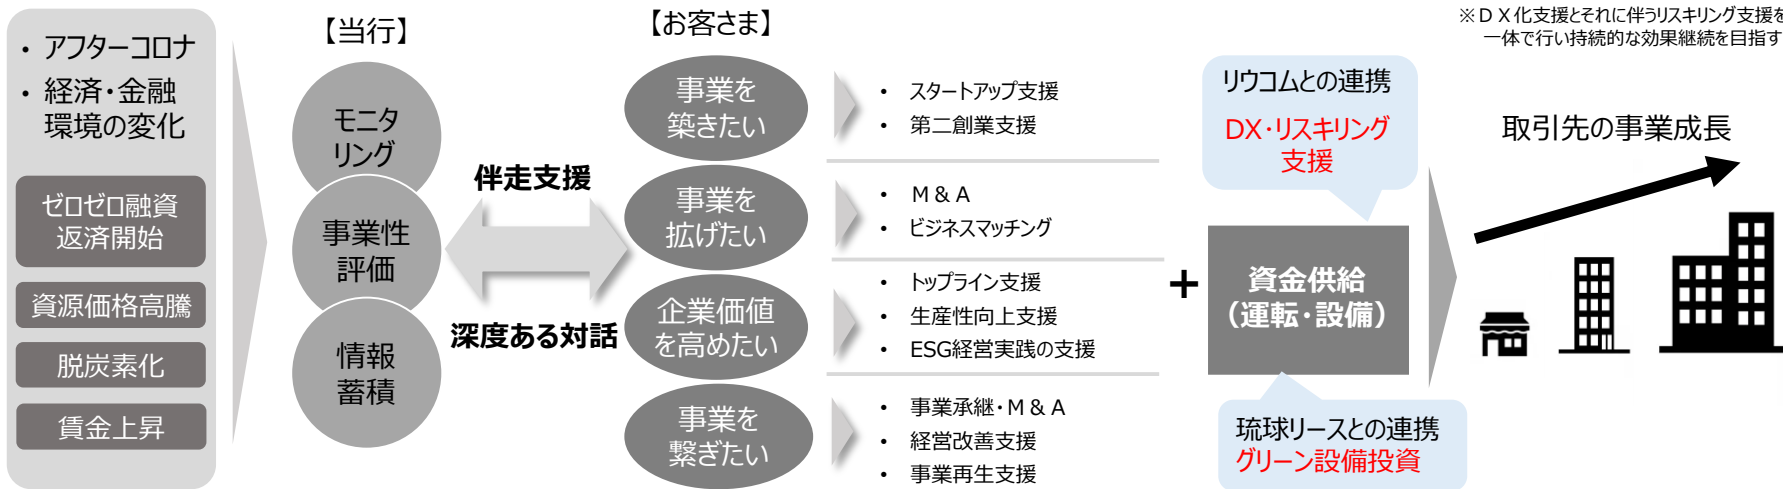 ・ アフターコロナ
・ 経済・金融
環境の変化
ゼロゼロ融資
返済開始
資源価格高騰
脱炭素化
賃金上昇
【当行】
モニタ
リング
事業性
評価
情報
蓄積
伴走支援
深度ある対話
【お客さま】
事業を
築きたい
・ スタートアップ支援
・ 第二創業支援
事業を
拡げたい
・ M & A
・ ビジネスマッチング
企業価値
を高めたい
・ トップライン支援
・ 生産性向上支援
・ ESG経営実践の支援
事業を
繋ぎたい
・ 事業承継・M & A
・ 経営改善支援
・ 事業再生支援
+
リウコムとの連携
DX・リスキリング
支援
資金供給
（運転・設備）
琉球リースとの連携
グリーン設備投資
※ＤＸ化支援とそれに伴うリスキリング支援を
一体で行い持続的な効果継続を目指す
取引先の事業成長